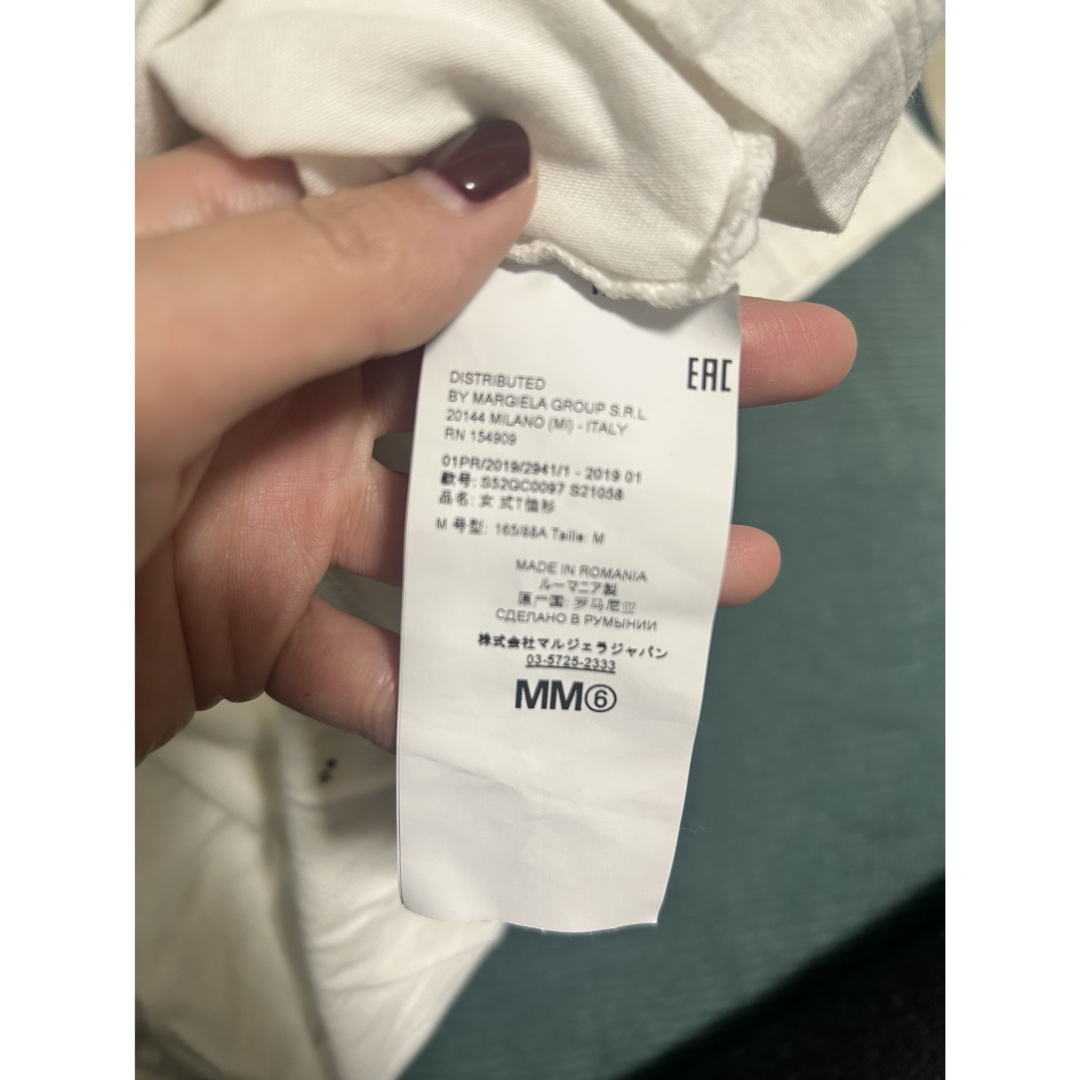 EAC
DISTRIBUTED
BY MARGIELA GROUP S.R.L.
20144 MILANO (MI) - ITALY
RN 154909
01PR/2019/2941/1 - 2019 01
款号: S52GC0097 S21058
品名: 女 式T恤衫
M 号型: 165/88A Taille: M
MADE IN ROMANIA
ルーマニア製
原产国: 罗马尼亚
СДЕЛАНО В РУМЫНИИ
株式会社マルジェラジャパン
03-5725-2333
MM⑥